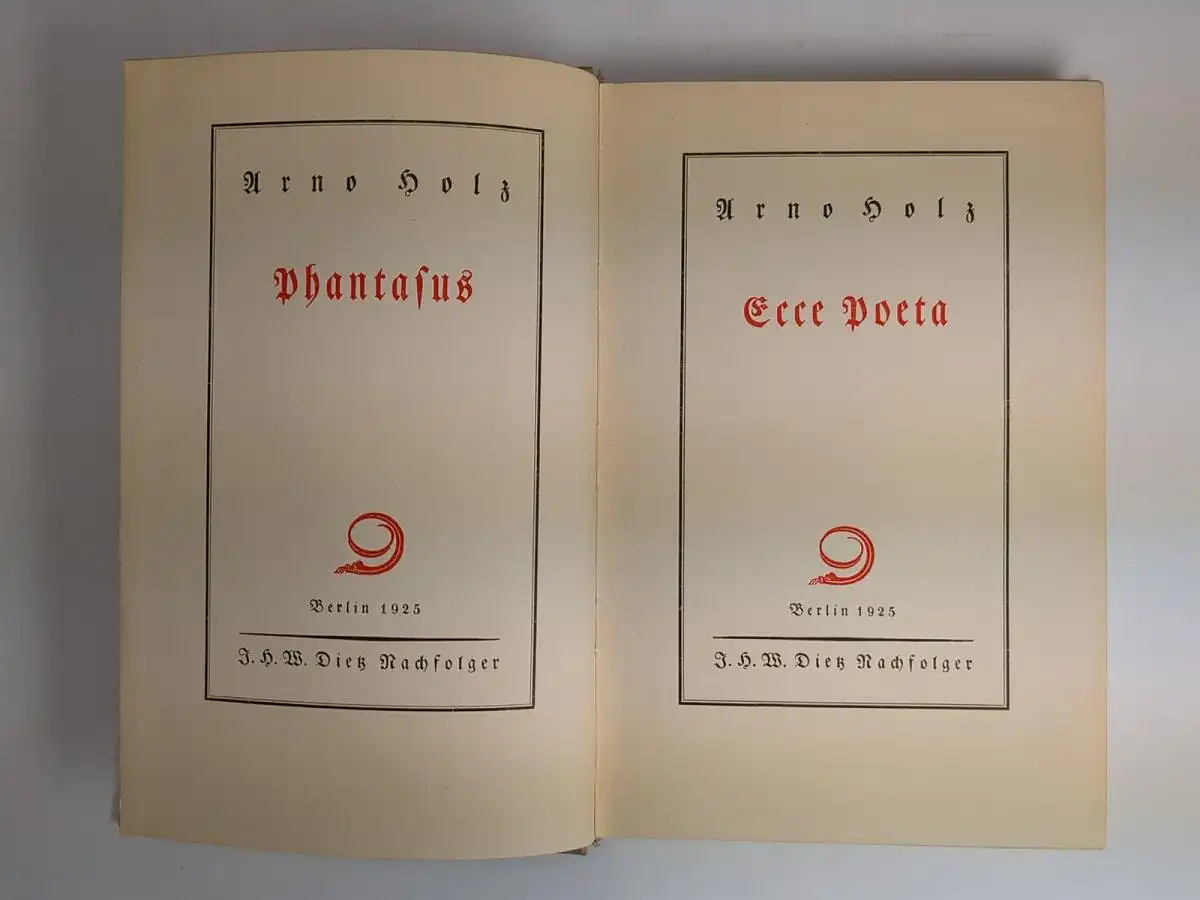 Arno Holz
Phantaſus
Berlin 1925
J. H. W. Dietz Nachfolger
Arno Holz
Ecce Poeta
Berlin 1925
J. H. W. Dietz Nachfolger